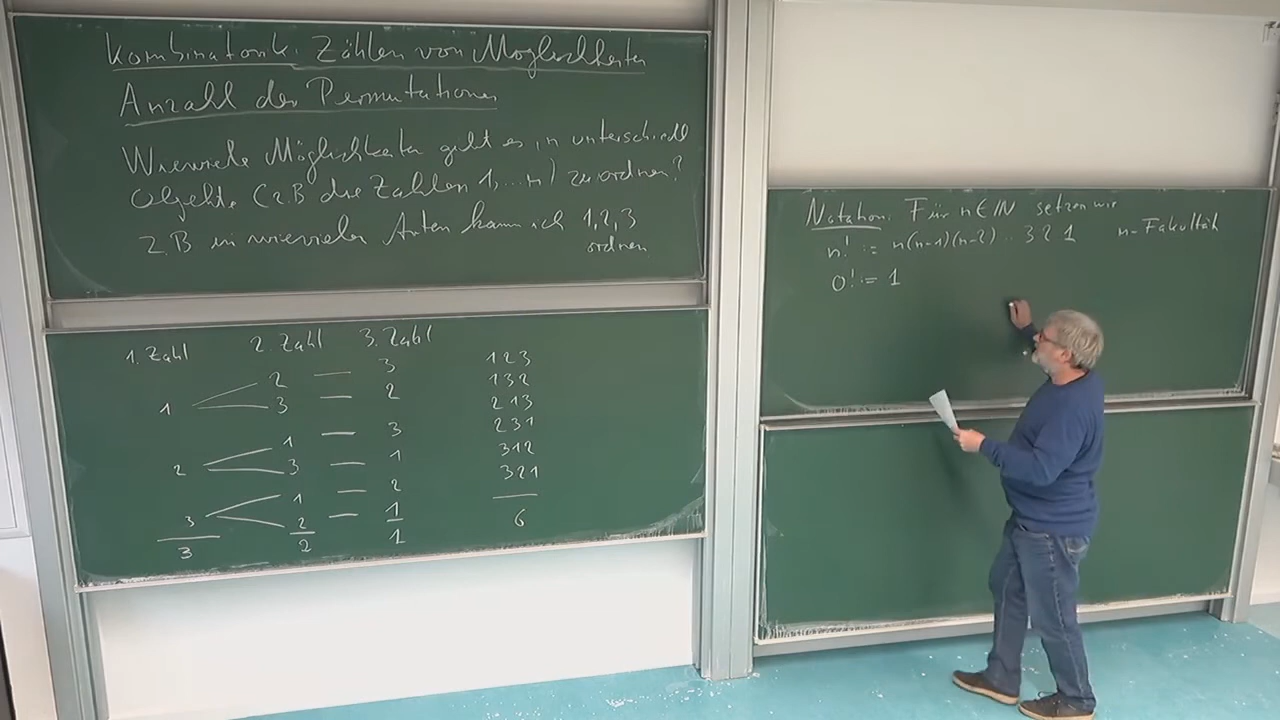 Kombinatorik: Zählen von Möglichkeiten
Anzahl der Permutationen
Wieviele Möglichkeiten gibt es n unterschiedl
Objekte (z.B die Zahlen 1,...n) zu ordnen?
Z.B in wievielen Arten kann ich 1,2,3
ordnen.
1. Zahl 2. Zahl 3. Zahl
1 2 — 3
3 — 2
2 1 — 3
3 — 1
3 1 — 2
2 — 1
3 2 1
123
132
213
231
312
321
6
Notation: Für n∈ℕ setzen wir
n! := n(n-1)(n-2)...3 2 1 n-Fakultät
0! := 1